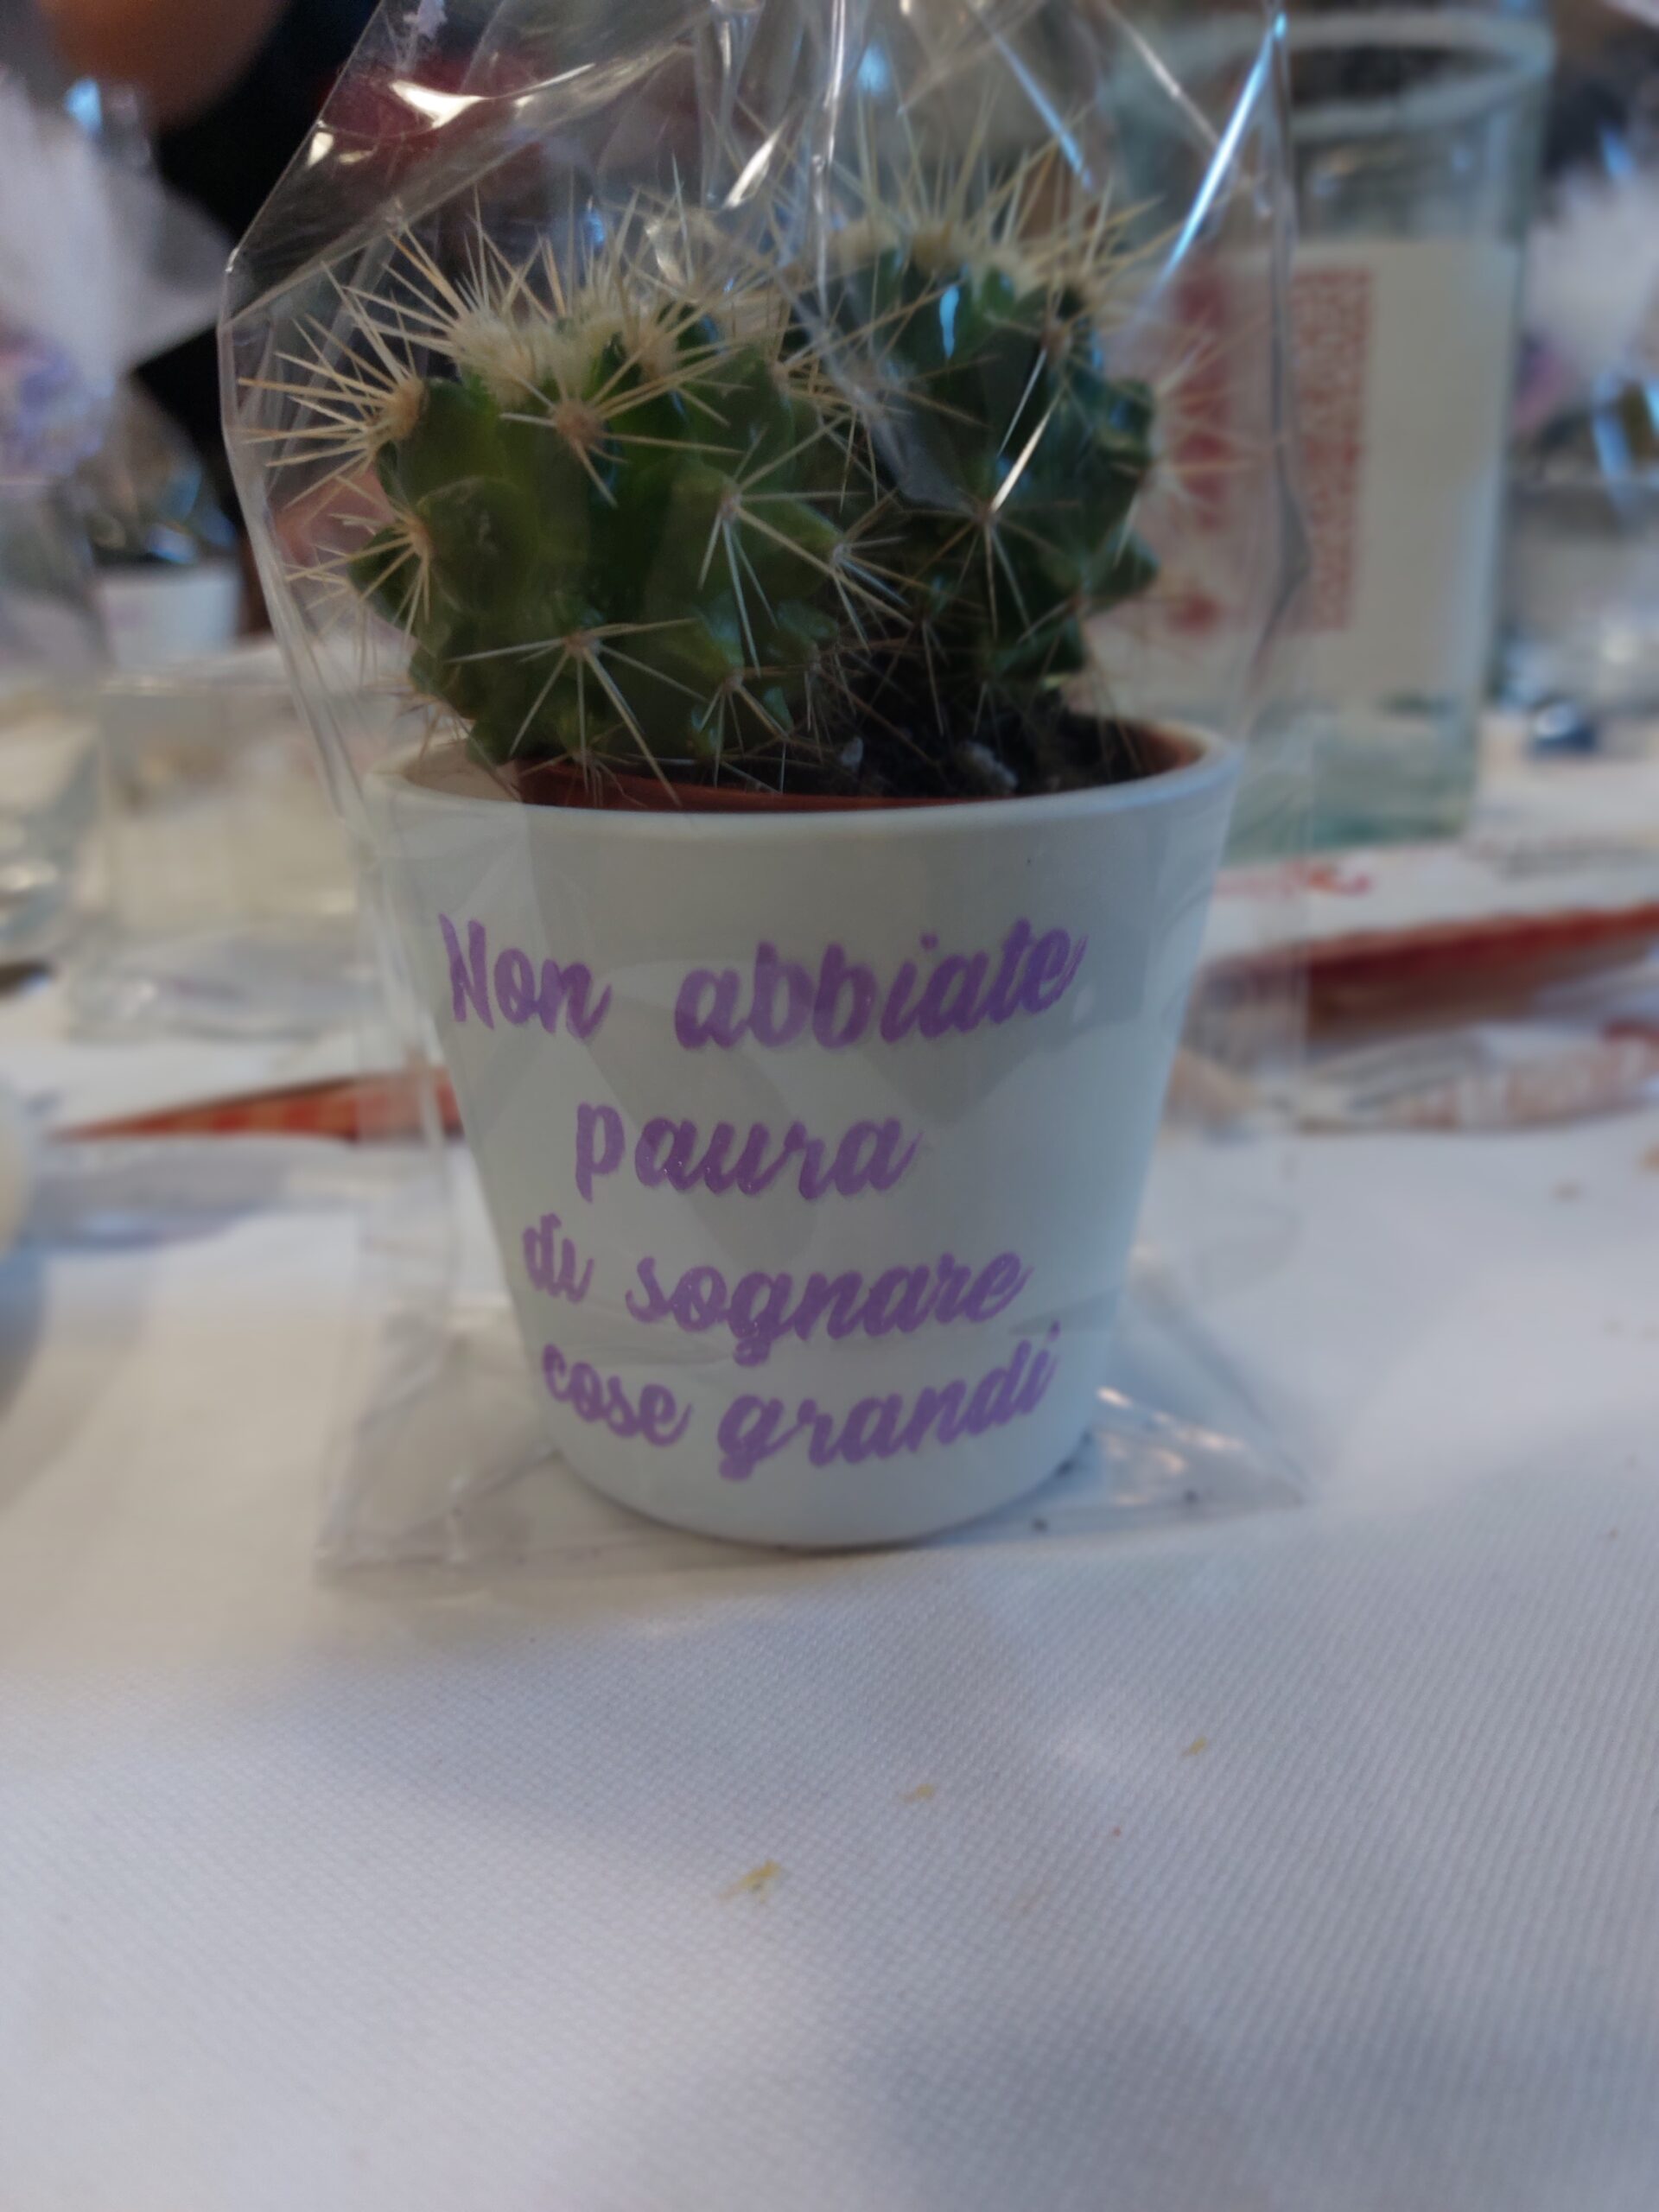 Non abbiate
paura
di sognare
cose grandi